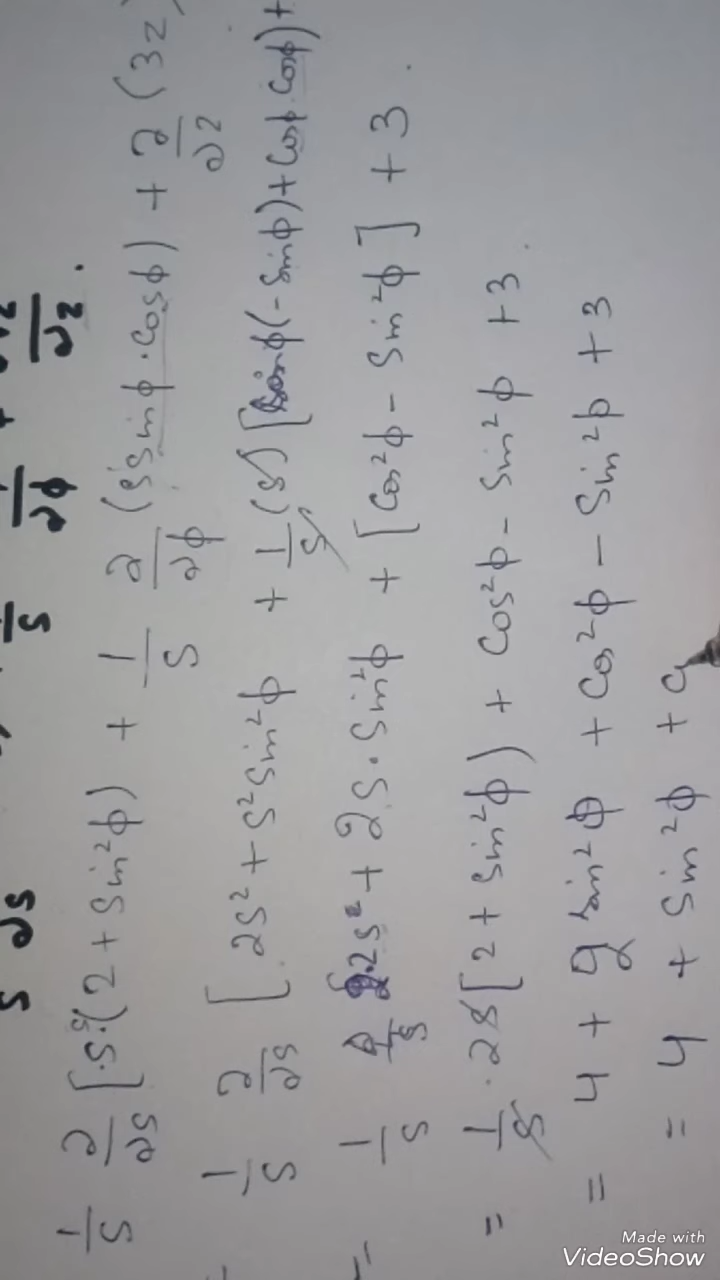 1/s ∂/∂s [s·s(2 + sin²φ) + 1/s ∂/∂φ (s sinφ·cosφ) + ∂/∂z (3z)
1/s ∂/∂s [2s² + s² sin²φ + 1/s (s) [sinφ(-sinφ) + cosφ·cosφ) +
1/s 2·2s + 2s·sin²φ + [cos²φ - sin²φ] + 3.
= 1/s · 2s [2 + sin²φ) + cos²φ - sin²φ + 3.
= 4 + 2 sin²φ + cos²φ - sin²φ + 3
= 4 + sin²φ + c
Made with
VideoShow